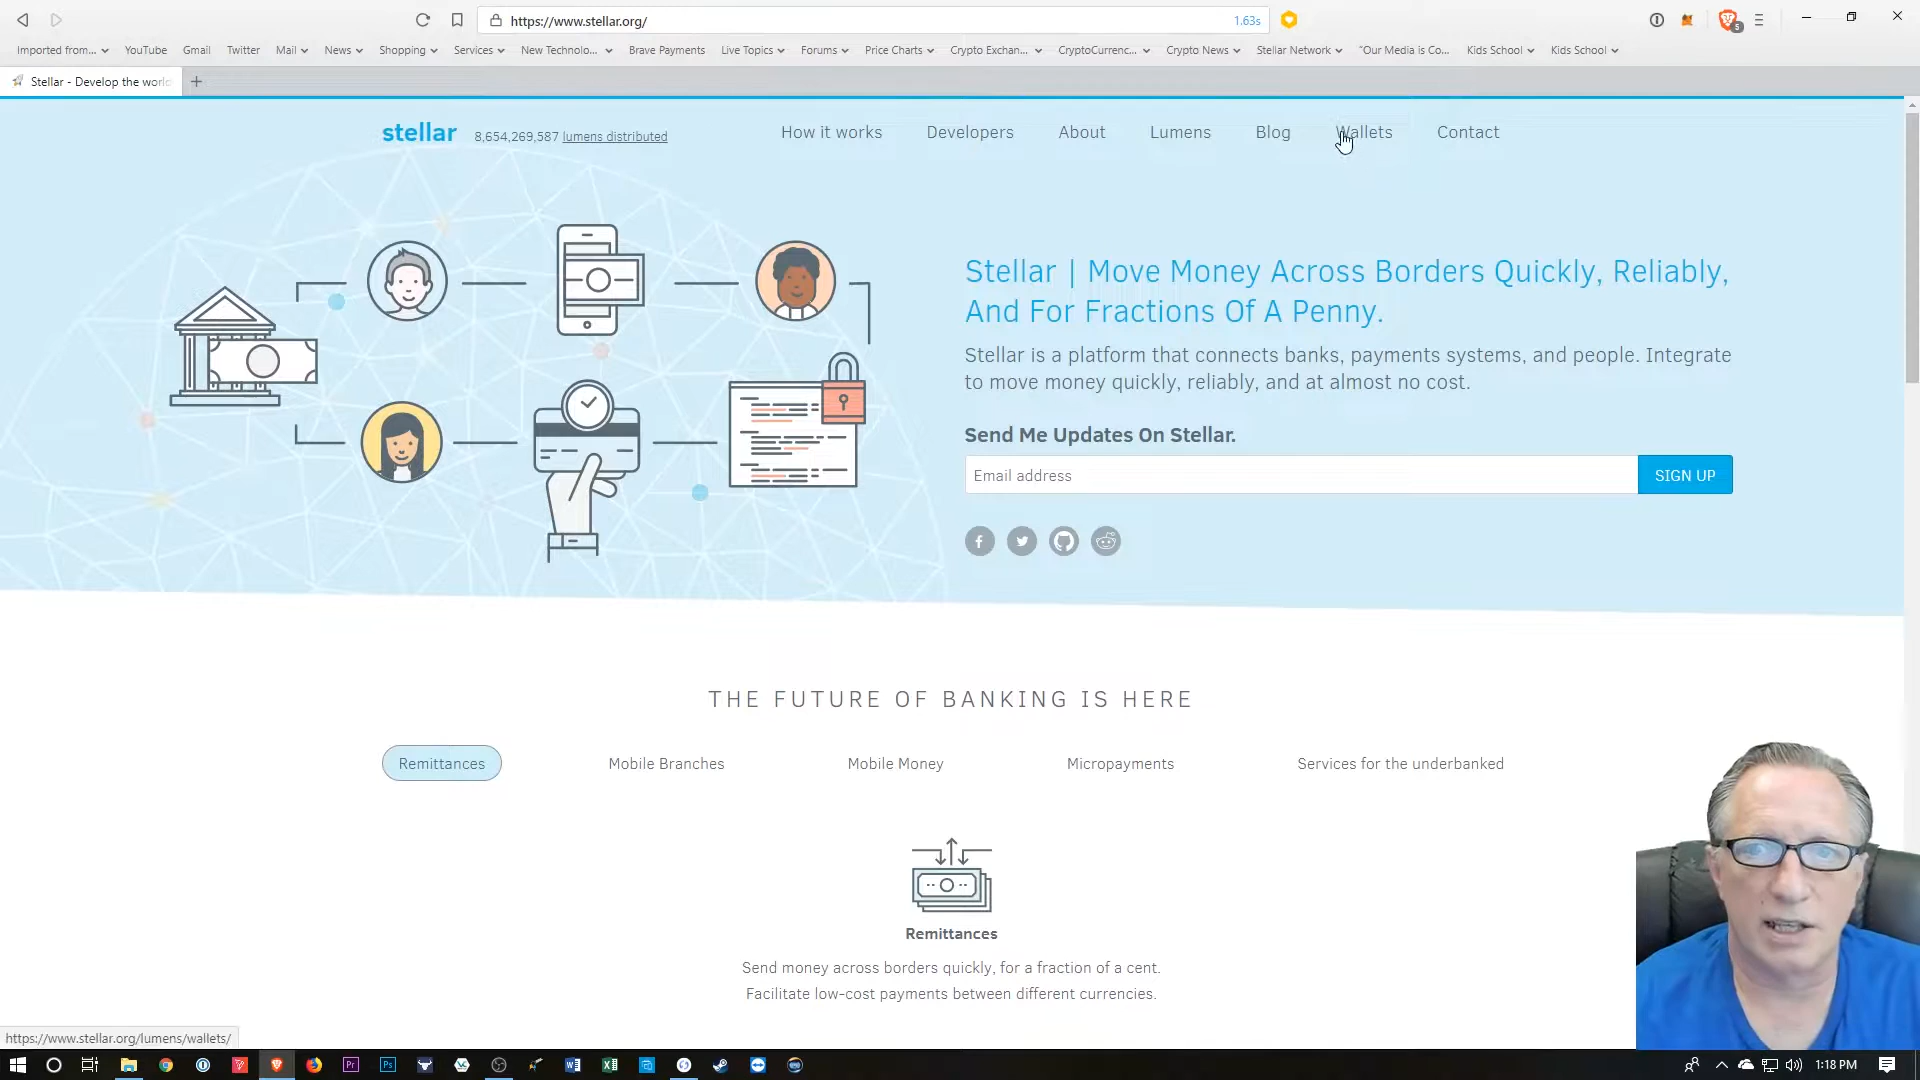 https://www.stellar.org/
1.63s
5
Imported from...
YouTube
Gmail
Twitter
Mail
News
Shopping
Services
New Technolo...
Brave Payments
Live Topics
Forums
Price Charts
Crypto Exchan...
CryptoCurrenc...
Crypto News
Stellar Network
"Our Media is Co...
Kids School
Kids School
Stellar - Develop the world
stellar
8,654,269,587 lumens distributed
How it works
Developers
About
Lumens
Blog
Wallets
Contact
Stellar | Move Money Across Borders Quickly, Reliably,
And For Fractions Of A Penny.
Stellar is a platform that connects banks, payments systems, and people. Integrate
to move money quickly, reliably, and at almost no cost.
Send Me Updates On Stellar.
Email address
SIGN UP
THE FUTURE OF BANKING IS HERE
Remittances
Mobile Branches
Mobile Money
Micropayments
Services for the underbanked
Remittances
Send money across borders quickly, for a fraction of a cent.
Facilitate low-cost payments between different currencies.
https://www.stellar.org/lumens/wallets/
Pr
Ps
1:18 PM